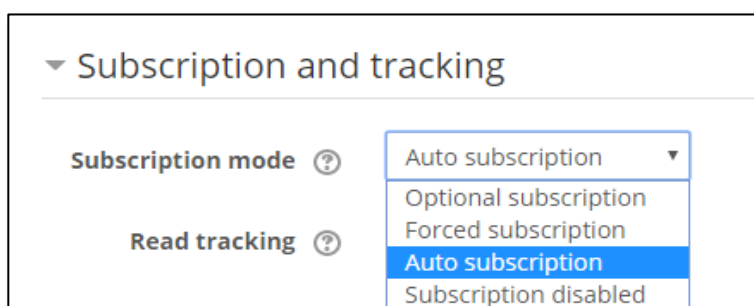 Subscription and tracking
Subscription mode
Auto subscription
Optional subscription
Forced subscription
Read tracking
Auto subscription
Subscription disabled